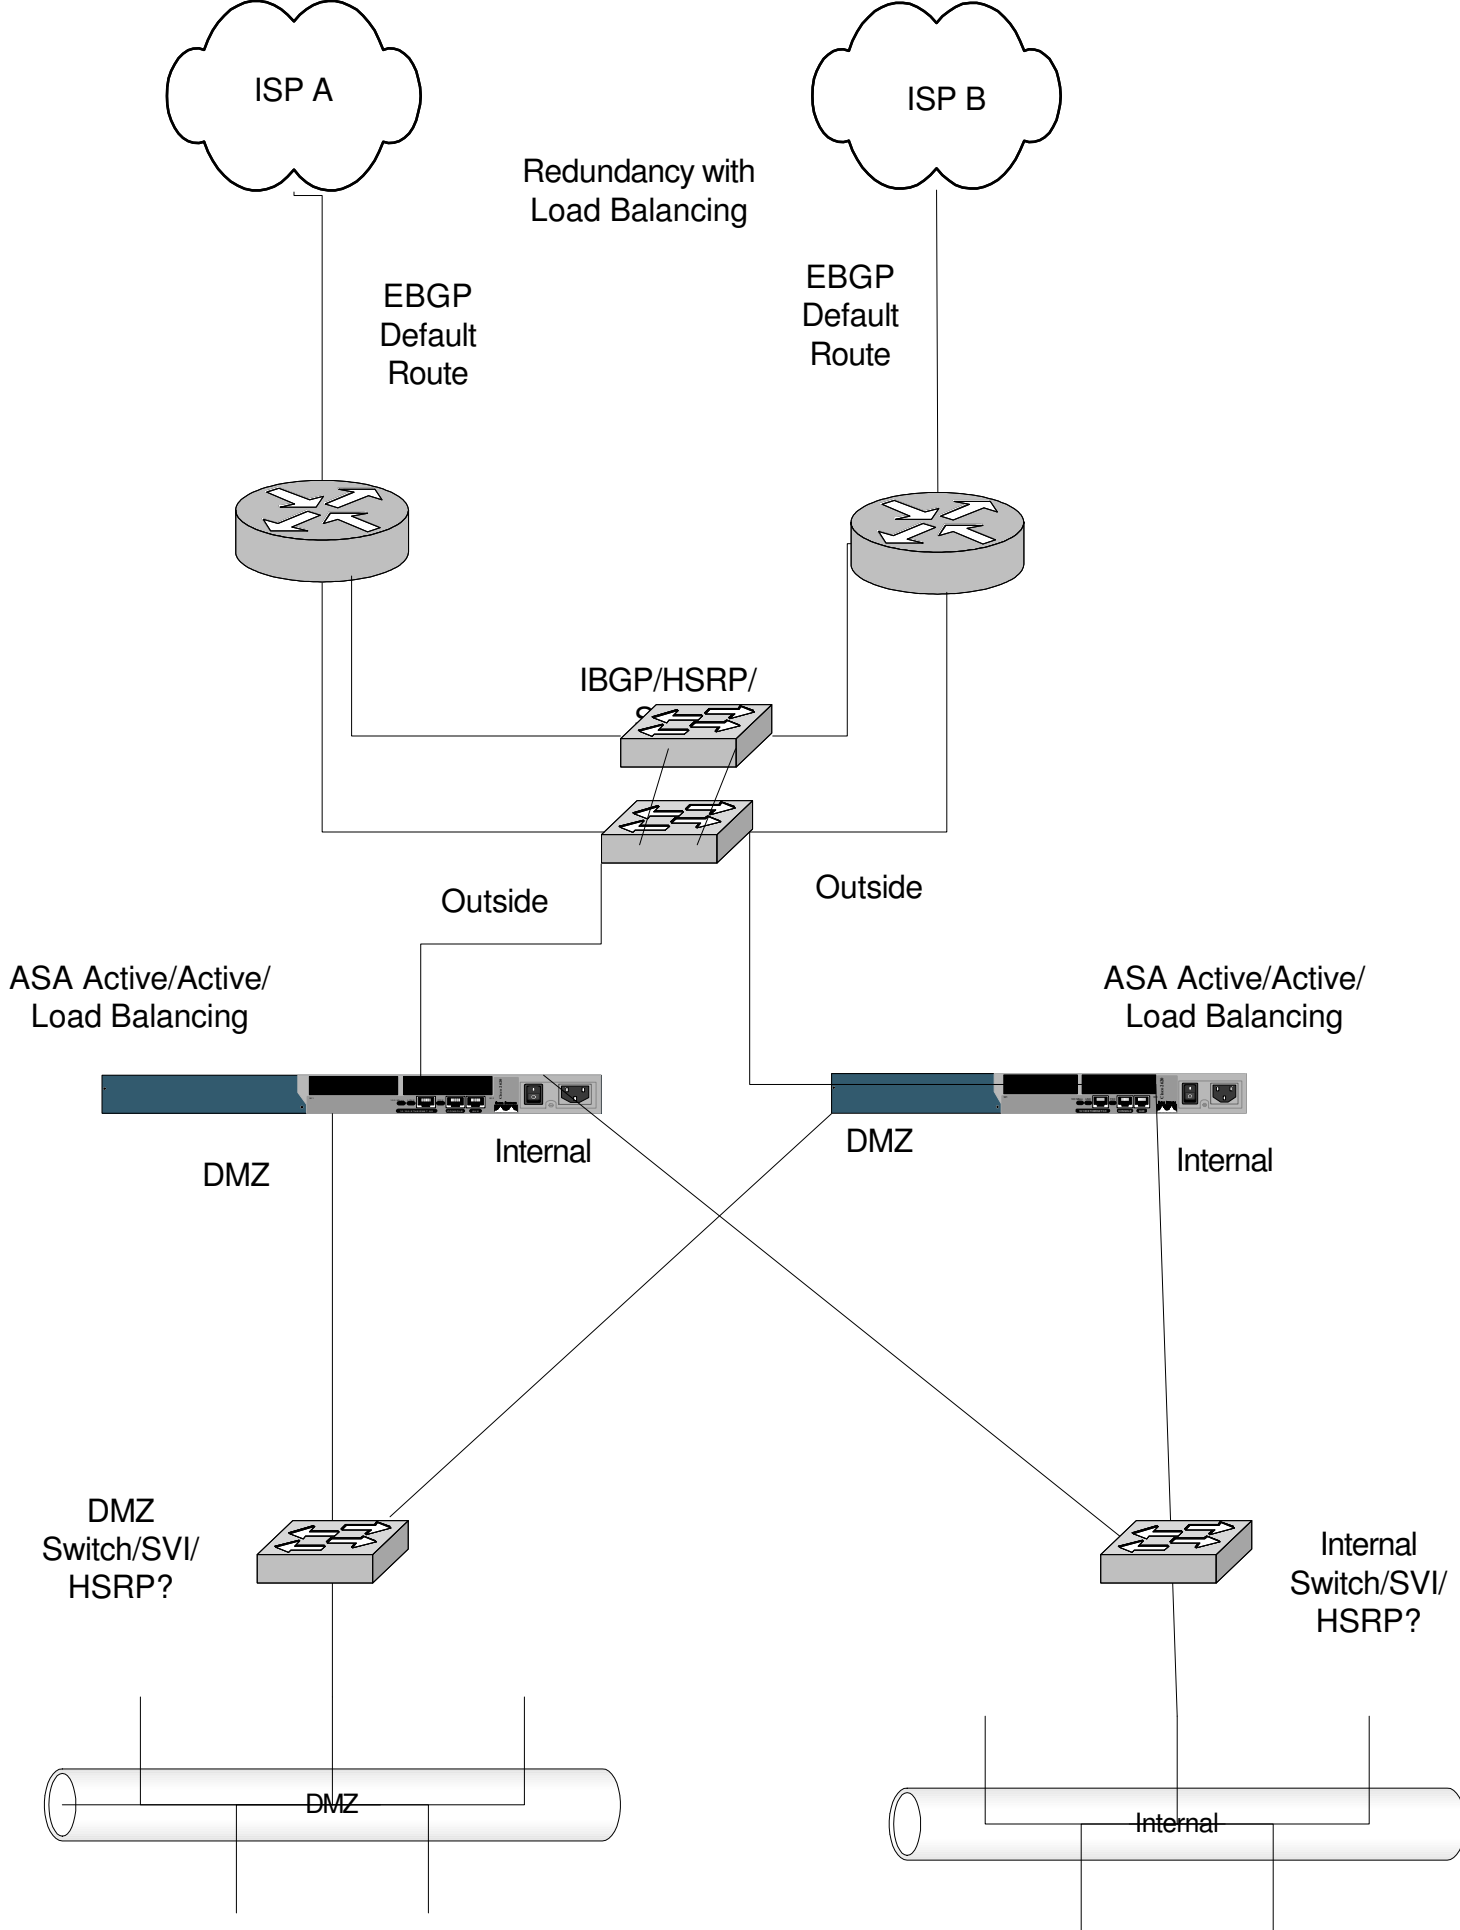 ISP A
ISP B
Redundancy with
Load Balancing
EBGP
Default
Route
EBGP
Default
Route
IBGP/HSRP/
Outside
Outside
ASA Active/Active/
Load Balancing
ASA Active/Active/
Load Balancing
DMZ
Internal
DMZ
Internal
DMZ
Switch/SVI/
HSRP?
Internal
Switch/SVI/
HSRP?
DMZ
Internal